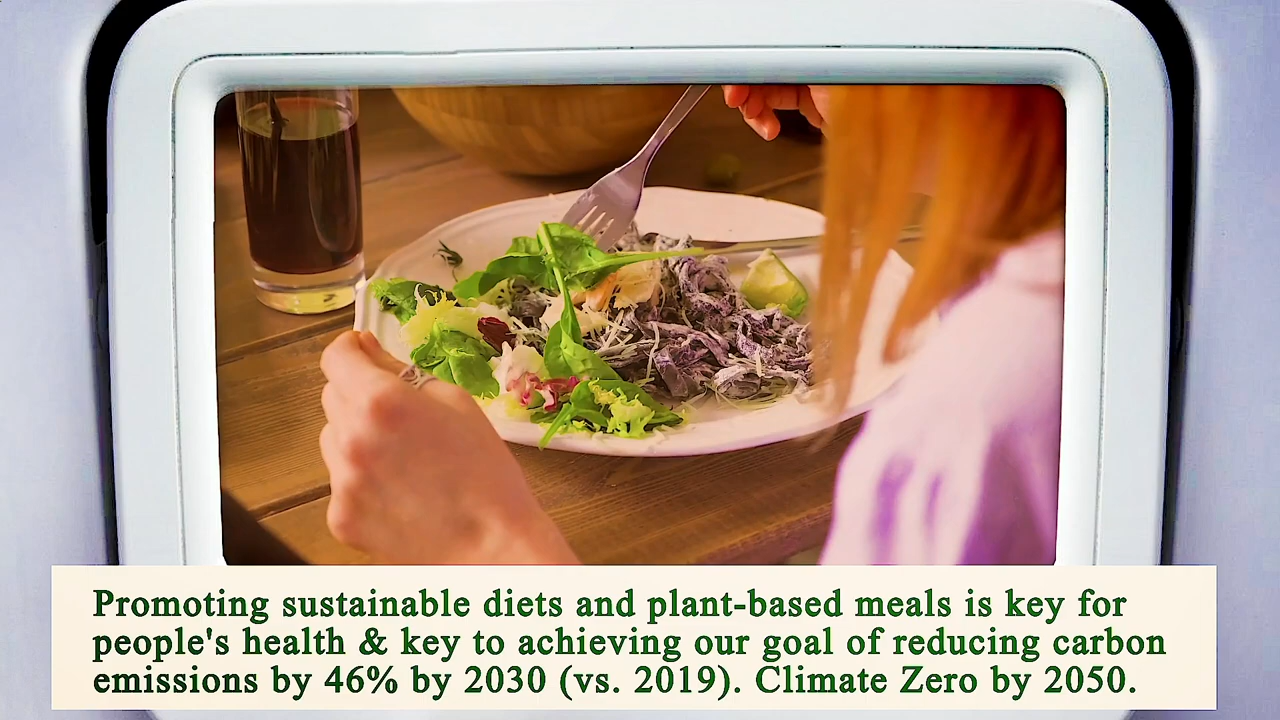 Promoting sustainable diets and plant-based meals is key for
people's health & key to achieving our goal of reducing carbon
emissions by 46% by 2030 (vs. 2019). Climate Zero by 2050.